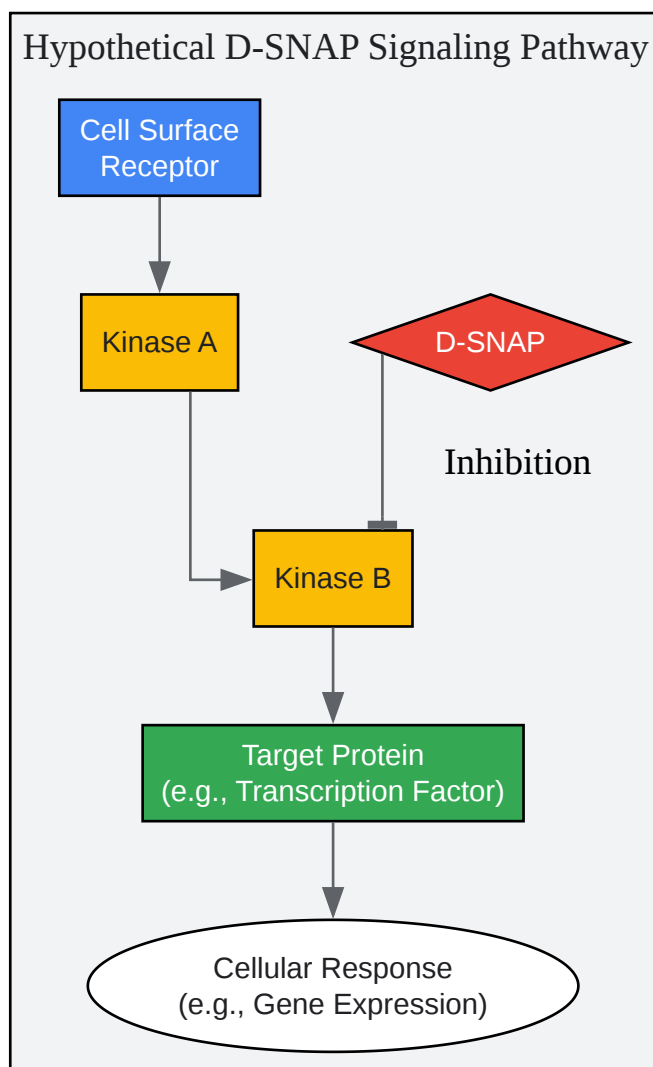 Hypothetical D-SNAP Signaling Pathway
Cell Surface
Receptor
Kinase A
D-SNAP
Inhibition
Kinase B
Target Protein
(e.g., Transcription Factor)
Cellular Response
(e.g., Gene Expression)